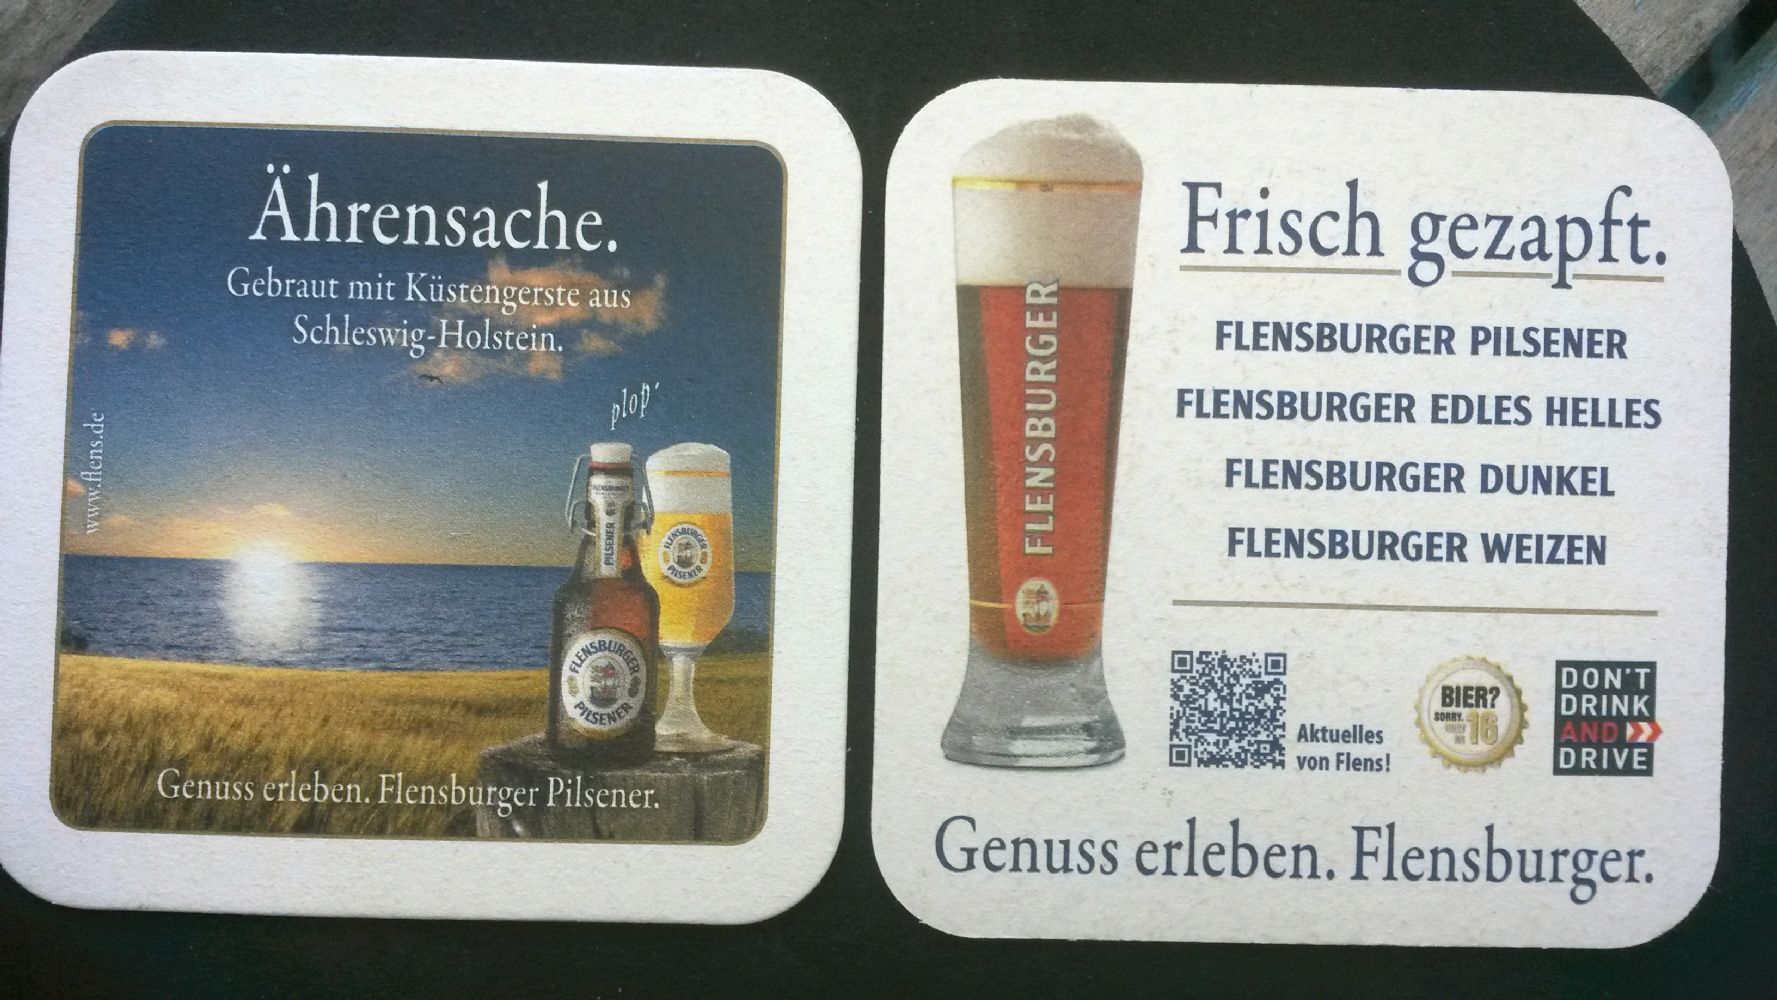 Ährensache.
Gebraut mit Küstengerste aus
Schleswig-Holstein.
plop'
www.flens.de
FLENSBURGER
PILSENER
FLENSBURGER
PILSENER
FLENSBURGER
PILSENER
Genuss erleben. Flensburger Pilsener.
Frisch gezapft.
FLENSBURGER PILSENER
FLENSBURGER EDLES HELLES
FLENSBURGER DUNKEL
FLENSBURGER WEIZEN
FLENSBURGER
Aktuelles
von Flens!
BIER?
SORRY.
16
DON'T
DRINK
AND
DRIVE
Genuss erleben. Flensburger.